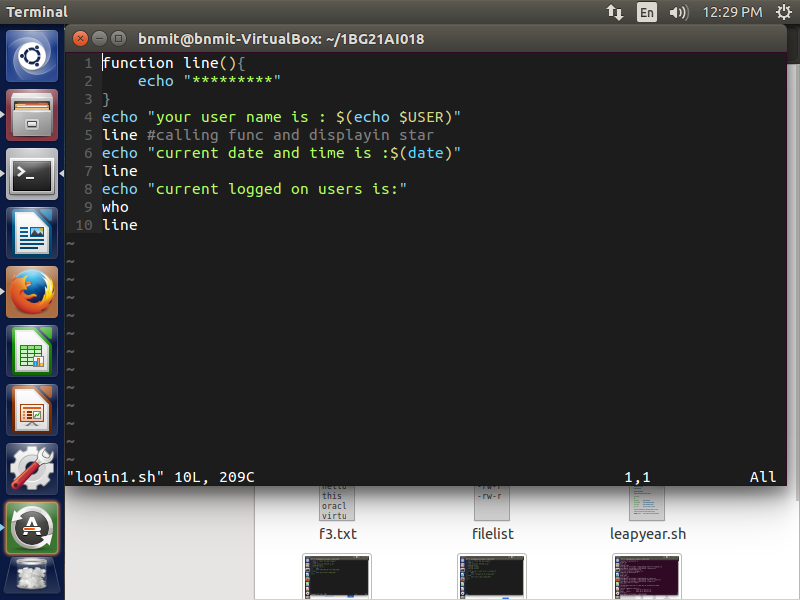 Terminal
En
12:29 PM
bnmit@bnmit-VirtualBox: ~/1BG21AI018
1 function line(){
2     echo "*********"
3 }
4 echo "your user name is : $(echo $USER)"
5 line #calling func and displayin star
6 echo "current date and time is :$(date)"
7 line
8 echo "current logged on users is:"
9 who
10 line
~
~
~
~
~
~
~
~
~
~
~
~
~
"login1.sh" 10L, 209C 1,1 All
this
oracl
virtu
-rw-r
f3.txt
filelist
leapyear.sh